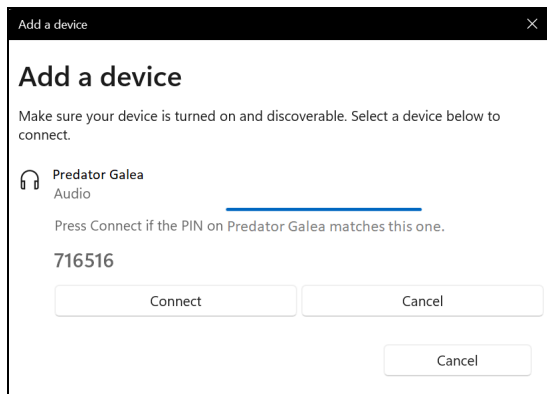 Add a device
Add a device
Make sure your device is turned on and discoverable. Select a device below to
connect.
Predator Galea
Audio
Press Connect if the PIN on Predator Galea matches this one.
716516
Connect Cancel
Cancel